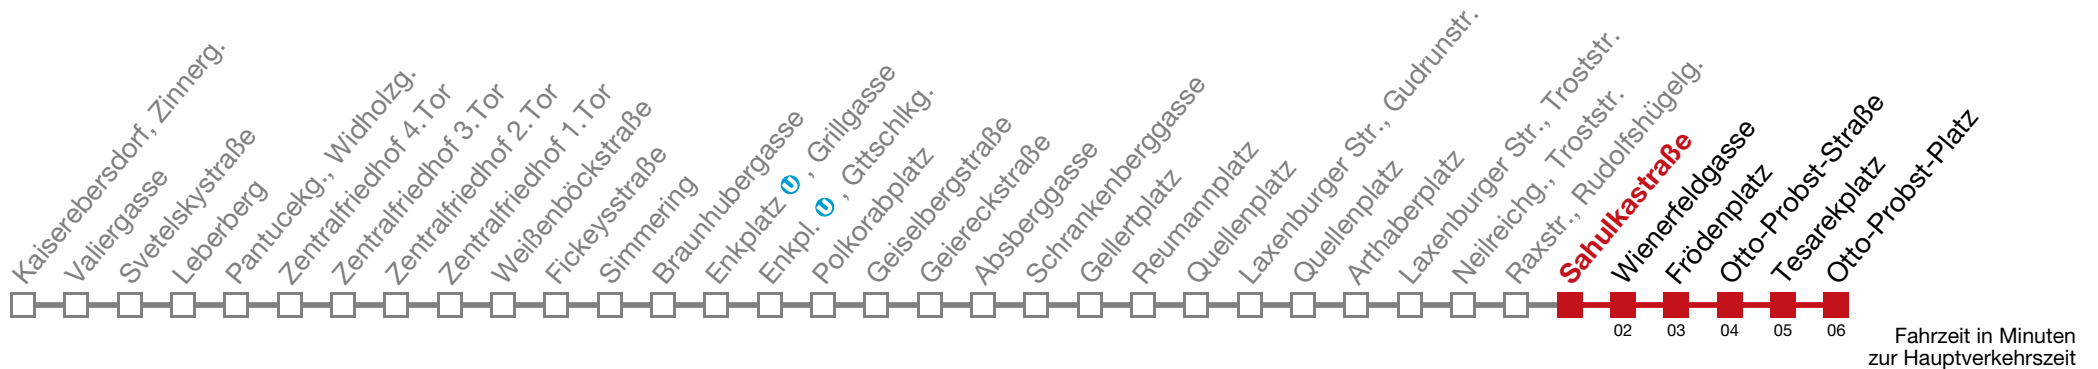 Kaiserebersdorf, Zinnerg.
Valiergasse
Svetelskystraße
Leberberg
Pantucekg., Widholzg.
Zentralfriedhof 4.Tor
Zentralfriedhof 3.Tor
Zentralfriedhof 2.Tor
Zentralfriedhof 1.Tor
Weißenböckstraße
Fickeysstraße
Simmering
Braunhubergasse
Enkplatz U, Grillgasse
Enkpl. U, Gttschlkg.
Polkorabplatz
Geiselbergstraße
Geiereckstraße
Absberggasse
Schrankenberggasse
Gellertplatz
Reumannplatz
Quellenplatz
Laxenburger Str., Gudrunstr.
Quellenplatz
Arthaberplatz
Laxenburger Str., Troststr.
Neilreichg., Troststr.
Raxstr., Rudolfshügelg.
Sahulkastraße
Wienerfeldgasse
Frödenplatz
Otto-Probst-Straße
Tesarekplatz
Otto-Probst-Platz
02 03 04 05 06
Fahrzeit in Minuten
zur Hauptverkehrszeit